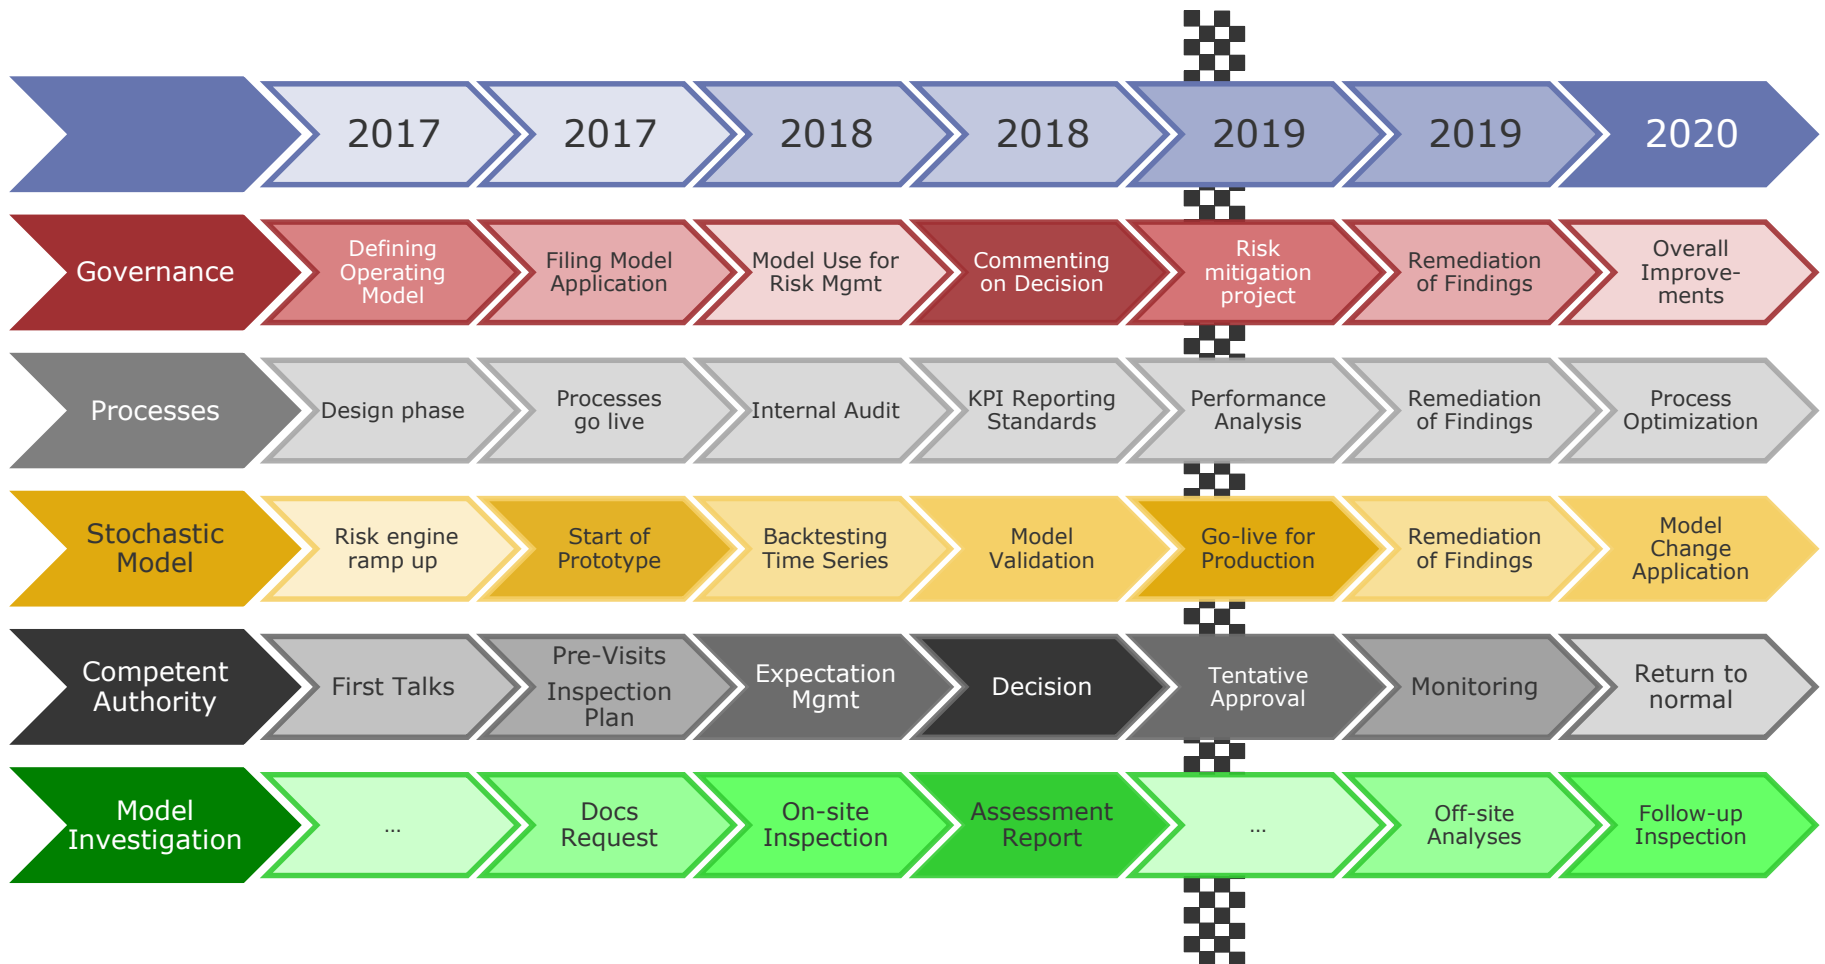 2017
2017
2018
2018
2019
2019
2020
Governance
Defining
Operating
Model
Filing Model
Application
Model Use for
Risk Mgmt
Commenting
on Decision
Risk
mitigation
project
Remediation
of Findings
Overall
Improve-
ments
Processes
Design phase
Processes
go live
Internal Audit
KPI Reporting
Standards
Performance
Analysis
Remediation
of Findings
Process
Optimization
Stochastic
Model
Risk engine
ramp up
Start of
Prototype
Backtesting
Time Series
Model
Validation
Go-live for
Production
Remediation
of Findings
Model
Change
Application
Competent
Authority
First Talks
Pre-Visits
Inspection
Plan
Expectation
Mgmt
Decision
Tentative
Approval
Monitoring
Return to
normal
Model
Investigation
...
Docs
Request
On-site
Inspection
Assessment
Report
...
Off-site
Analyses
Follow-up
Inspection